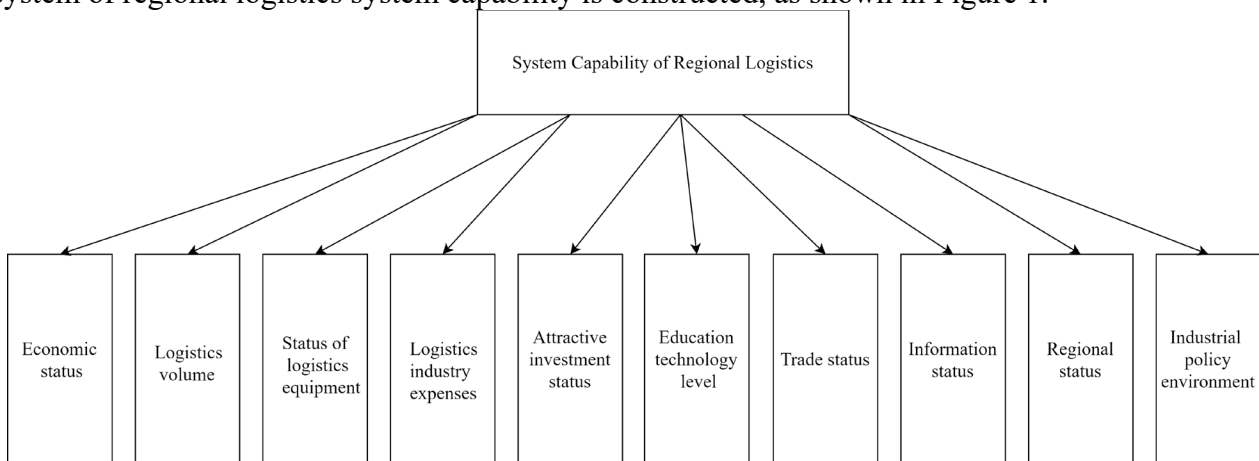 system of regional logistics system capability is constructed, as shown in Figure 1.
System Capability of Regional Logistics
Economic
status
Logistics
volume
Status of
logistics
equipment
Logistics
industry
expenses
Attractive
investment
status
Education
technology
level
Trade status
Information
status
Regional
status
Industrial
policy
environment